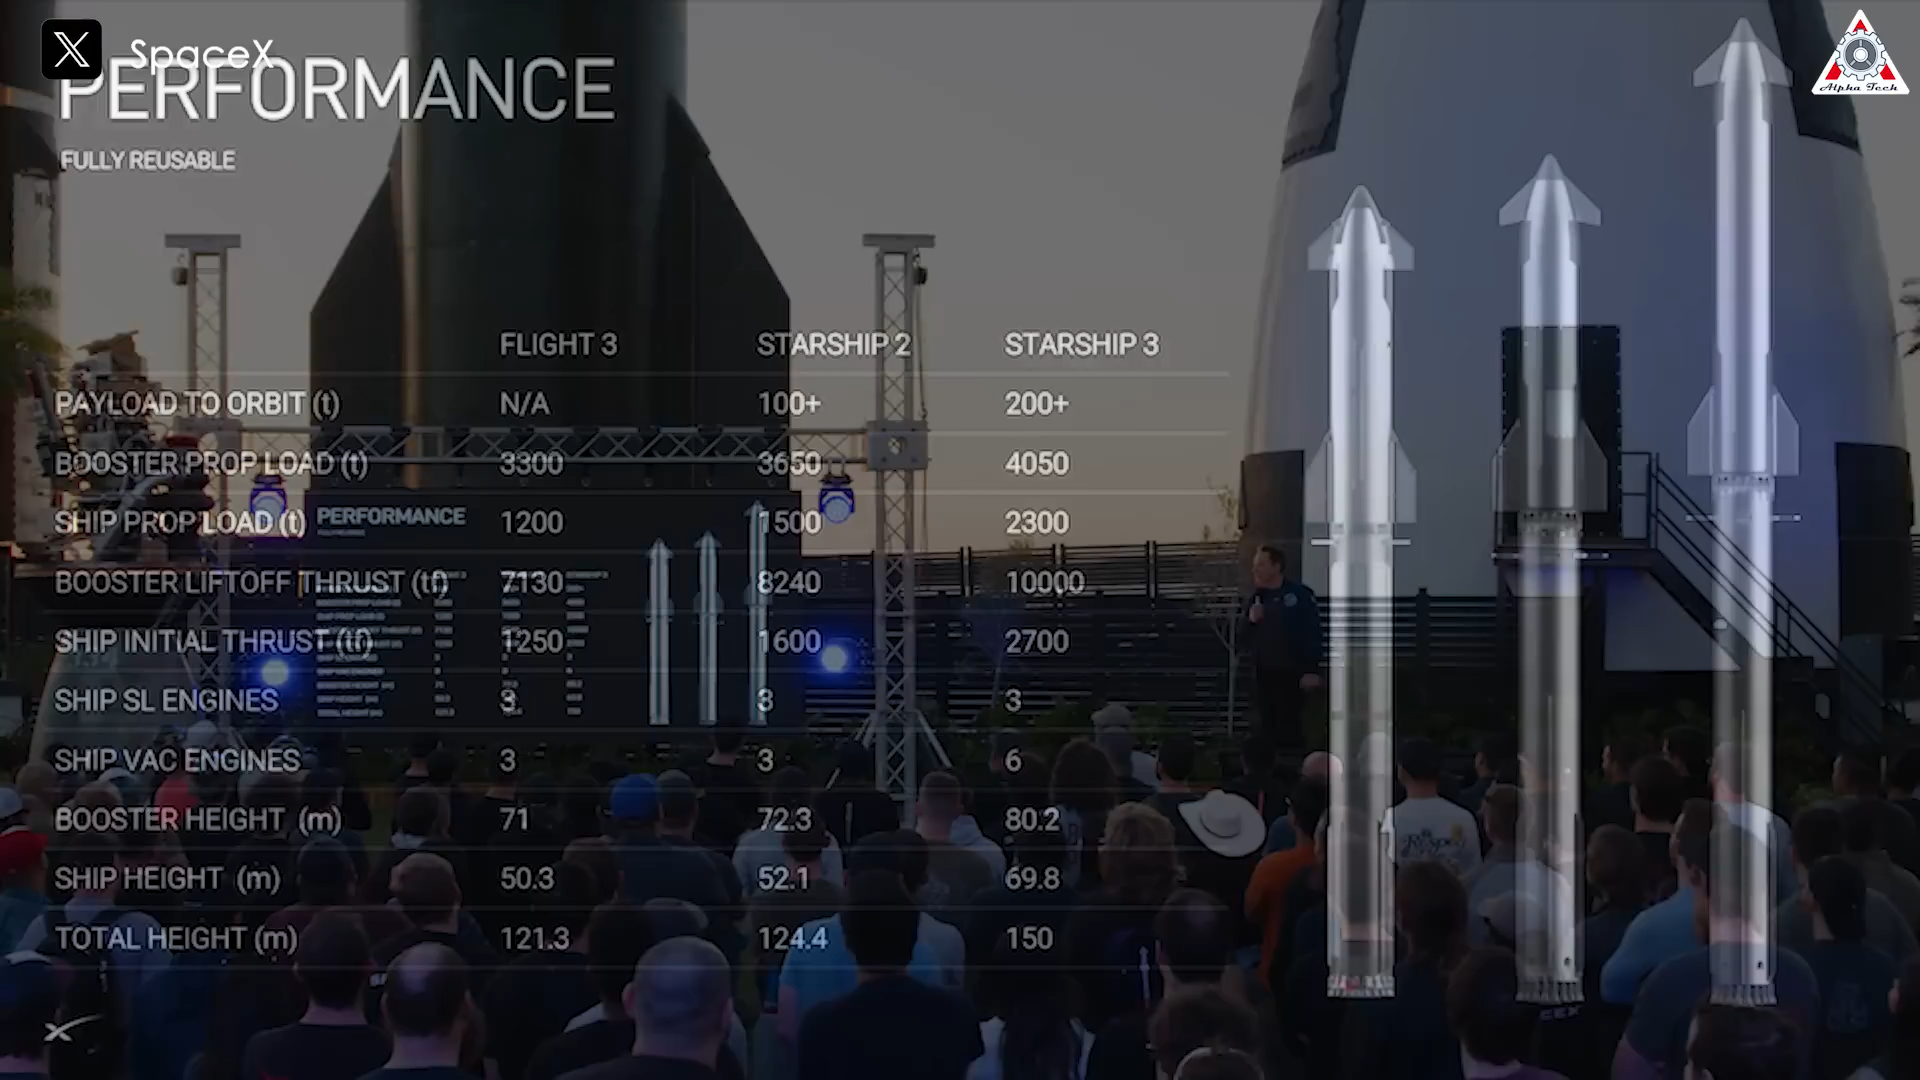 SpaceX
PERFORMANCE
FULLY REUSABLE
Alpha Tech
FLIGHT 3 STARSHIP 2 STARSHIP 3
PAYLOAD TO ORBIT (t) N/A 100+ 200+
BOOSTER PROP LOAD (t) 3300 3650 4050
SHIP PROP LOAD (t) 1200 1500 2300
PERFORMANCE
BOOSTER LIFTOFF THRUST (tf) 7130 8240 10000
SHIP INITIAL THRUST (tf) 1250 1600 2700
SHIP SL ENGINES 3 3 3
SHIP VAC ENGINES 3 3 6
BOOSTER HEIGHT (m) 71 72.3 80.2
SHIP HEIGHT (m) 50.3 52.1 69.8
TOTAL HEIGHT (m) 121.3 124.4 150